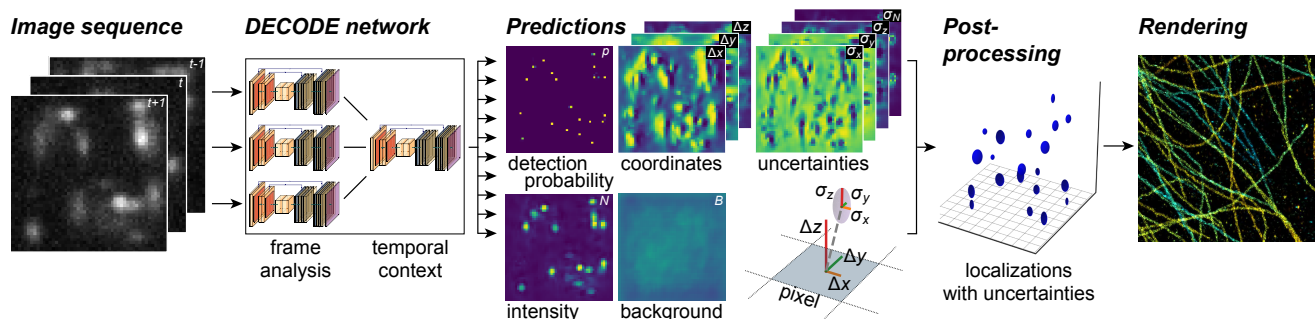 Image sequence
t-1
t
t+1
DECODE network
frame
analysis
temporal
context
Predictions
p
detection
probability
Δz
Δy
Δx
coordinates
σN
σz
σy
σx
uncertainties
N
intensity
B
background
σz
σy
σx
Δz
Δy
Δx
pixel
Post-
processing
localizations
with uncertainties
Rendering